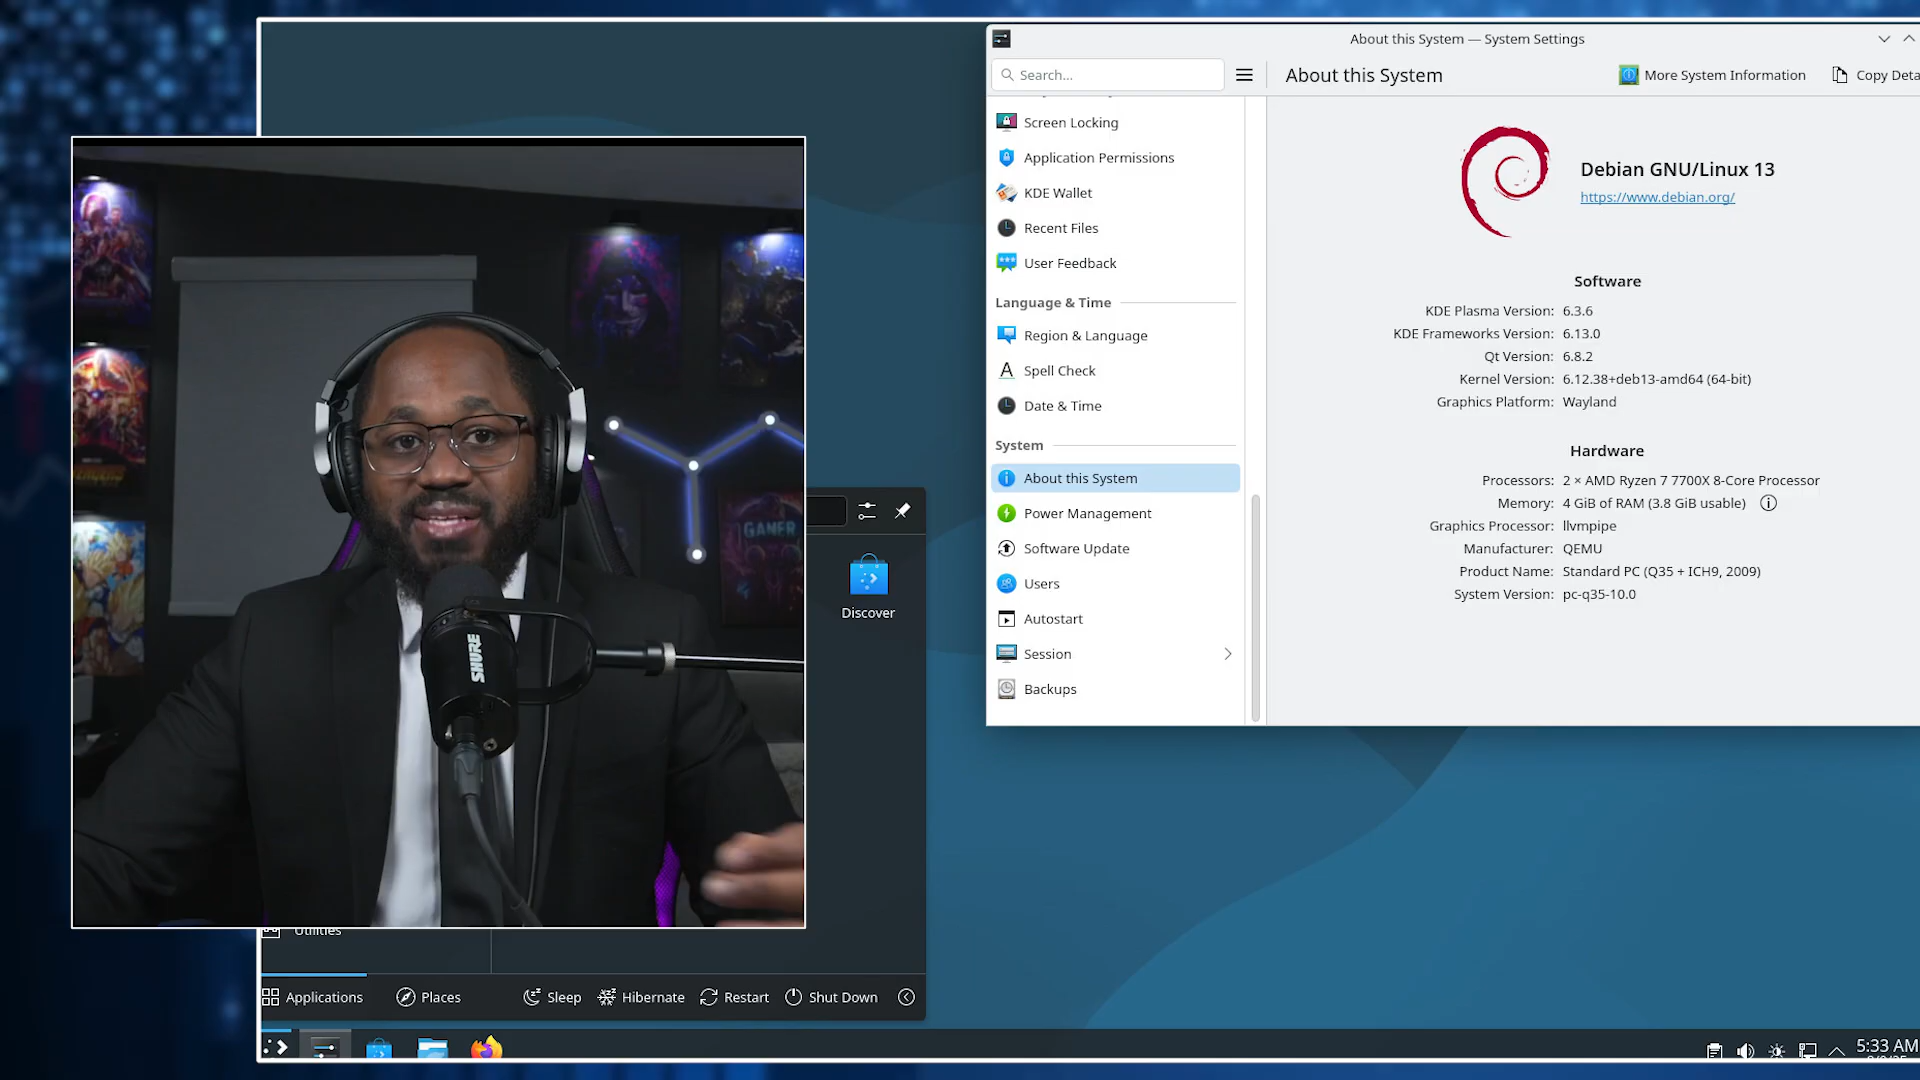 About this System — System Settings
Search...
About this System
More System Information
Copy Deta
Screen Locking
Application Permissions
KDE Wallet
Recent Files
User Feedback
Language & Time
Region & Language
Spell Check
Date & Time
System
About this System
Power Management
Software Update
Users
Autostart
Session
Backups
Debian GNU/Linux 13
https://www.debian.org/
Software
KDE Plasma Version: 6.3.6
KDE Frameworks Version: 6.13.0
Qt Version: 6.8.2
Kernel Version: 6.12.38+deb13-amd64 (64-bit)
Graphics Platform: Wayland
Hardware
Processors: 2 × AMD Ryzen 7 7700X 8-Core Processor
Memory: 4 GiB of RAM (3.8 GiB usable)
Graphics Processor: llvmpipe
Manufacturer: QEMU
Product Name: Standard PC (Q35 + ICH9, 2009)
System Version: pc-q35-10.0
GAMER
SHURE
Discover
Utilities
Applications
Places
Sleep
Hibernate
Restart
Shut Down
5:33 AM